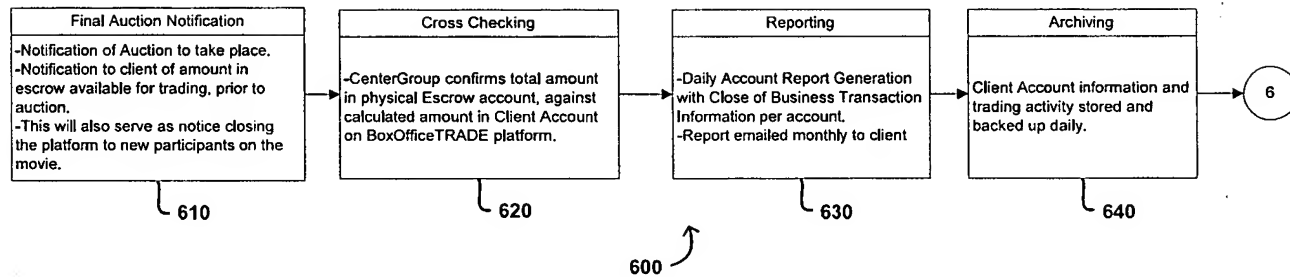 Final Auction Notification
-Notification of Auction to take place.
-Notification to client of amount in
escrow available for trading, prior to
auction.
-This will also serve as notice closing
the platform to new participants on the
movie.
610
Cross Checking
-CenterGroup confirms total amount
in physical Escrow account, against
calculated amount in Client Account
on BoxOfficeTRADE platform.
620
Reporting
-Daily Account Report Generation
with Close of Business Transaction
Information per account.
-Report emailed monthly to client
630
Archiving
Client Account information and
trading activity stored and
backed up daily.
640
6
600